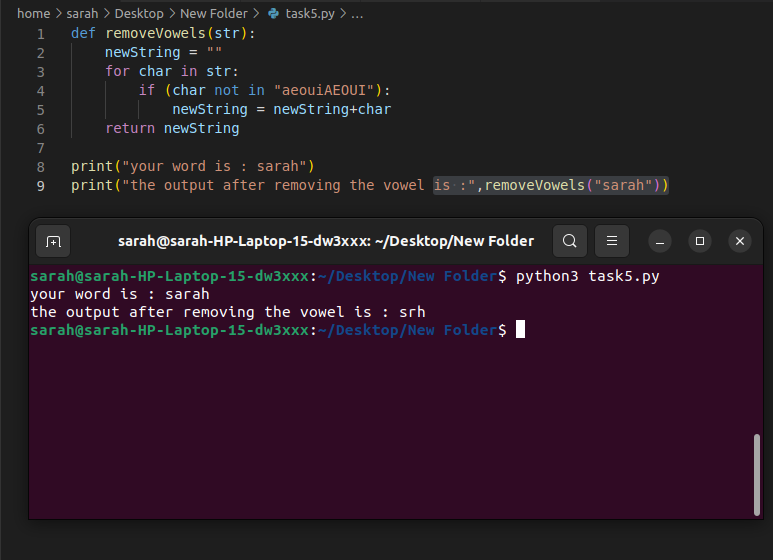 home > sarah > Desktop > New Folder > task5.py > ...
1 def removeVowels(str):
2     newString = ""
3     for char in str:
4         if (char not in "aeouiAEOUI"):
5             newString = newString+char
6     return newString
7
8 print("your word is : sarah")
9 print("the output after removing the vowel is :",removeVowels("sarah"))
sarah@sarah-HP-Laptop-15-dw3xxx: ~/Desktop/New Folder
sarah@sarah-HP-Laptop-15-dw3xxx:~/Desktop/New Folder$ python3 task5.py
your word is : sarah
the output after removing the vowel is : srh
sarah@sarah-HP-Laptop-15-dw3xxx:~/Desktop/New Folder$